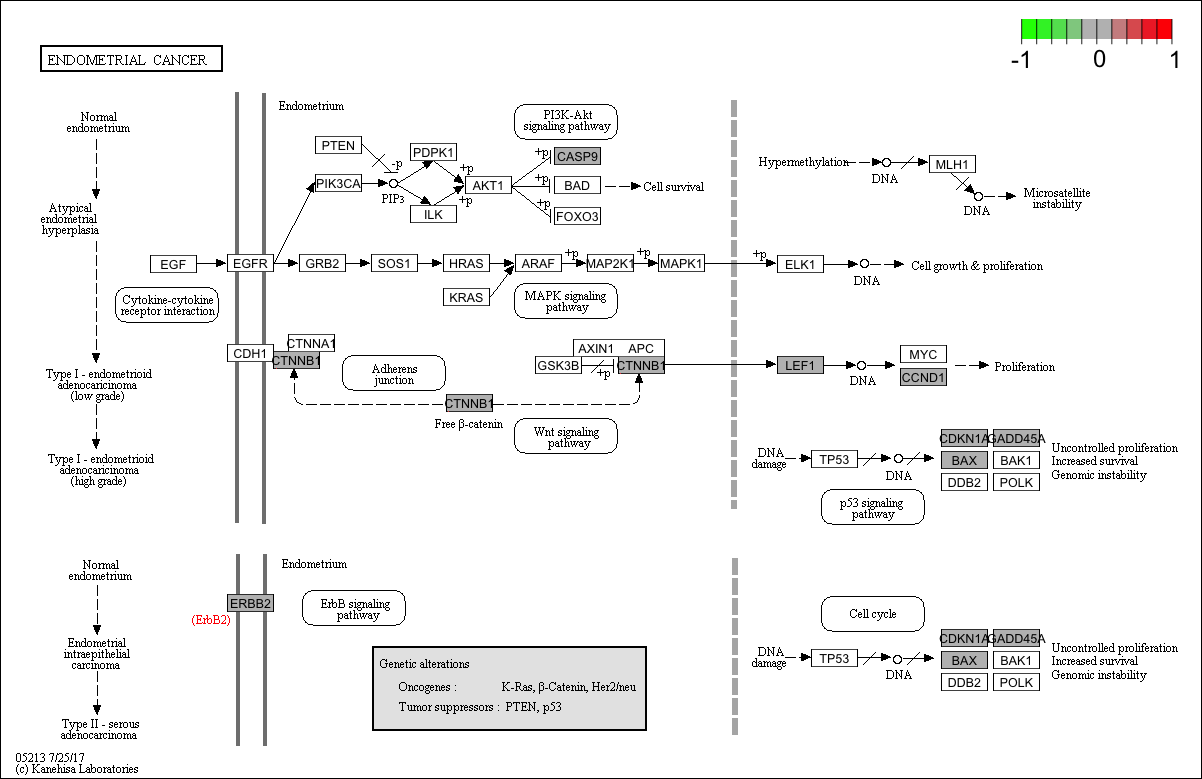 -1 0 1
ENDOMETRIAL CANCER
Normal
endometrium
Atypical
endometrial
hyperplasia
Type I - endometrioid
adenocaricinoma
(low grade)
Type I - endometrioid
adenocaricinoma
(high grade)
Endometrium
PI3K-Akt
signaling pathway
PTEN
-p
PIK3CA
PIP3
PDPK1
ILK
+p
+p
AKT1
+p
+p
+p
CASP9
BAD
FOXO3
Cell survival
Hypermethylation
DNA
MLH1
DNA
Microsatellite
instability
EGF
EGFR
GRB2
SOS1
HRAS
KRAS
ARAF
+p
MAP2K1
+p
MAPK1
+p
ELK1
DNA
Cell growth & proliferation
Cytokine-cytokine
receptor interaction
MAPK signaling
pathway
CDH1
CTNNA1
CTNNB1
Adherens
junction
AXIN1
APC
GSK3B
+p
CTNNB1
CTNNB1
Free β-catenin
Wnt signaling
pathway
LEF1
DNA
MYC
CCND1
Proliferation
DNA
damage
TP53
DNA
CDKN1A
GADD45A
BAX
BAK1
DDB2
POLK
Uncontrolled proliferation
Increased survival
Genomic instability
p53 signaling
pathway
Normal
endometrium
Endometrial
intraepithelial
carcinoma
Type II - serous
adenocarcinoma
Endometrium
ERBB2
(ErbB2)
ErbB signaling
pathway
Cell cycle
DNA
damage
TP53
DNA
CDKN1A
GADD45A
BAX
BAK1
DDB2
POLK
Uncontrolled proliferation
Increased survival
Genomic instability
Genetic alterations
Oncogenes : K-Ras, β-Catenin, Her2/neu
Tumor suppressors : PTEN, p53
05213 7/25/17
(c) Kanehisa Laboratories